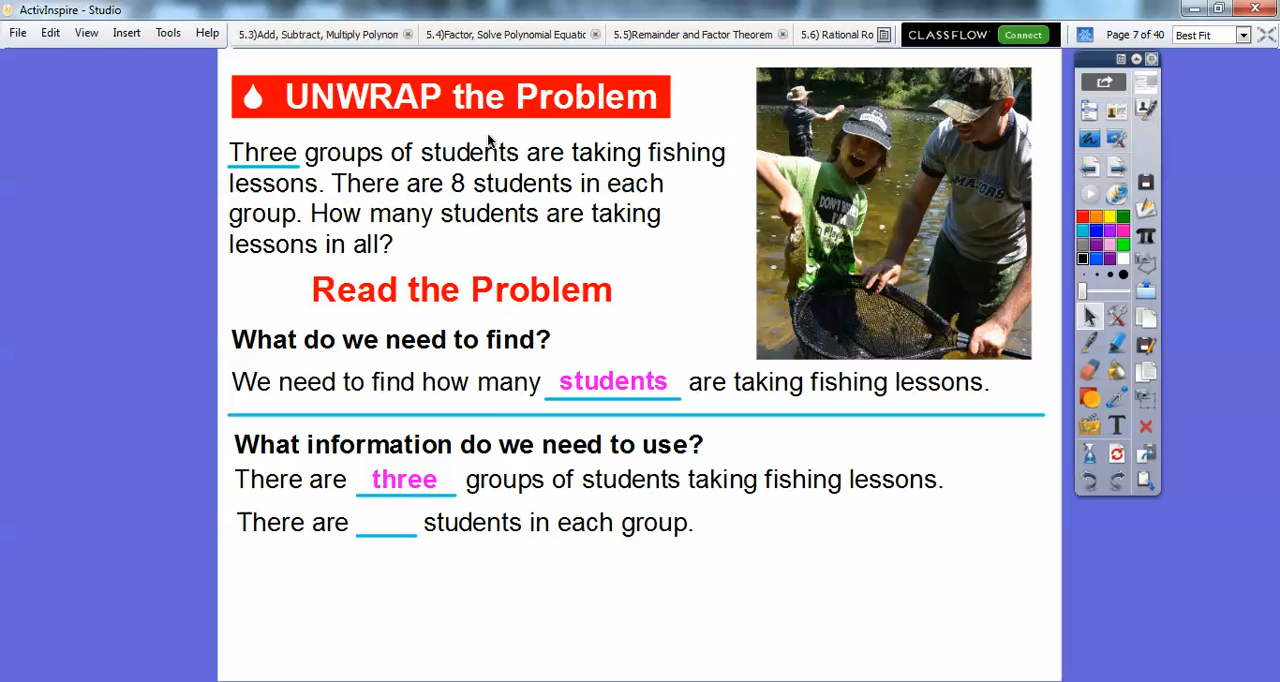 ActivInspire - Studio
File Edit View Insert Tools Help
5.3)Add, Subtract, Multiply Polynom 5.4)Factor, Solve Polynomial Equatic 5.5)Remainder and Factor Theorem 5.6) Rational Ro
CLASSFLOW Connect
Page 7 of 40 Best Fit
UNWRAP the Problem
Three groups of students are taking fishing
lessons. There are 8 students in each
group. How many students are taking
lessons in all?
Read the Problem
What do we need to find?
We need to find how many students are taking fishing lessons.
What information do we need to use?
There are three groups of students taking fishing lessons.
There are ____ students in each group.
MAJORS
DON'T